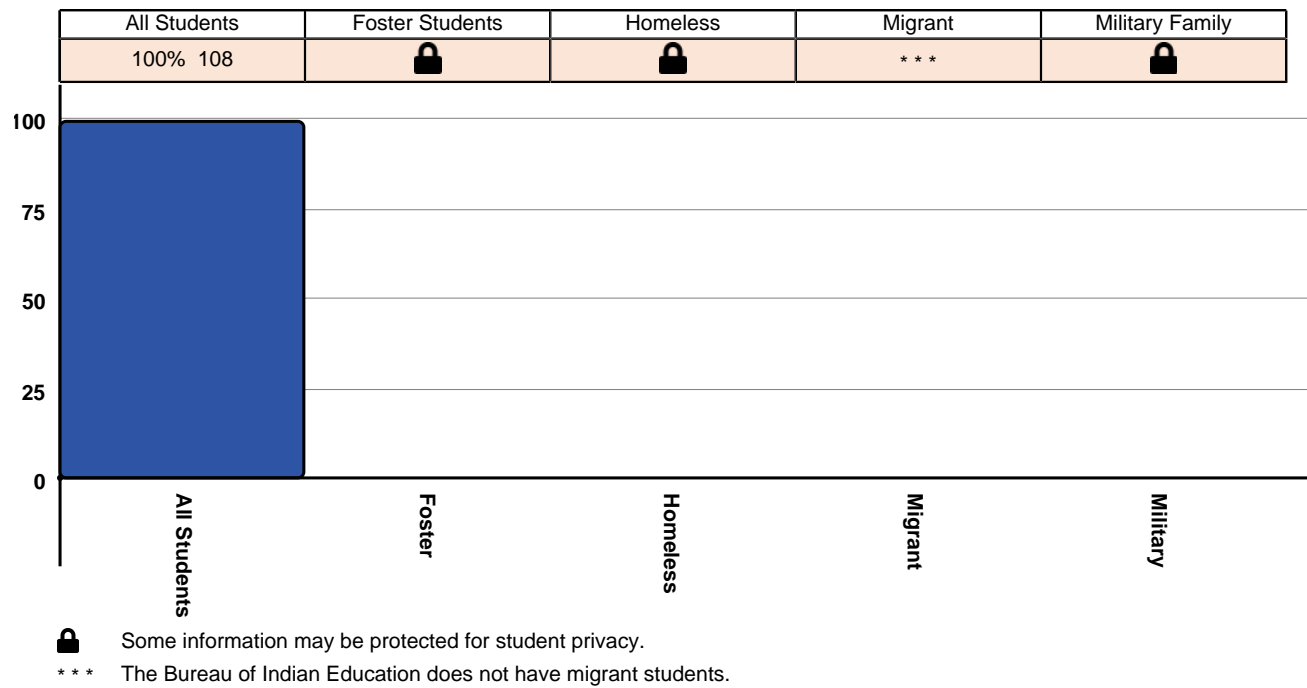 All Students Foster Students Homeless Migrant Military Family
100% 108 * * *
100
75
50
25
0
All Students
Foster
Homeless
Migrant
Military
Some information may be protected for student privacy.
* * * The Bureau of Indian Education does not have migrant students.